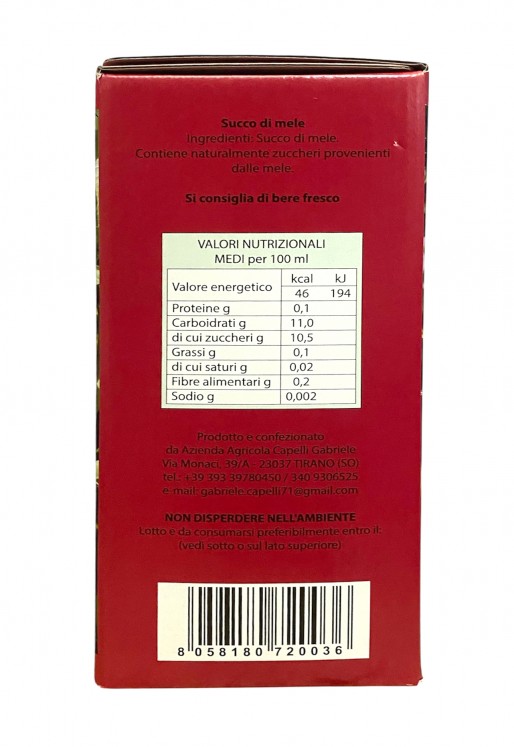 Succo di mele
Ingredienti: Succo di mele.
Contiene naturalmente zuccheri provenienti
dalle mele.
Si consiglia di bere fresco
VALORI NUTRIZIONALI
MEDI per 100 ml
Valore energetico kcal kJ
46 194
Proteine g 0,1
Carboidrati g 11,0
di cui zuccheri g 10,5
Grassi g 0,1
di cui saturi g 0,02
Fibre alimentari g 0,2
Sodio g 0,002
Prodotto e confezionato
da Azienda Agricola Capelli Gabriele
Via Monaci, 39/A - 23037 TIRANO (SO)
tel.: +39 393 39780450 / 340 9306525
e-mail: gabriele.capelli71@gmail.com
NON DISPERDERE NELL'AMBIENTE
Lotto e da consumarsi preferibilmente entro il:
(vedi sotto o sul lato superiore)
8 058180 720036